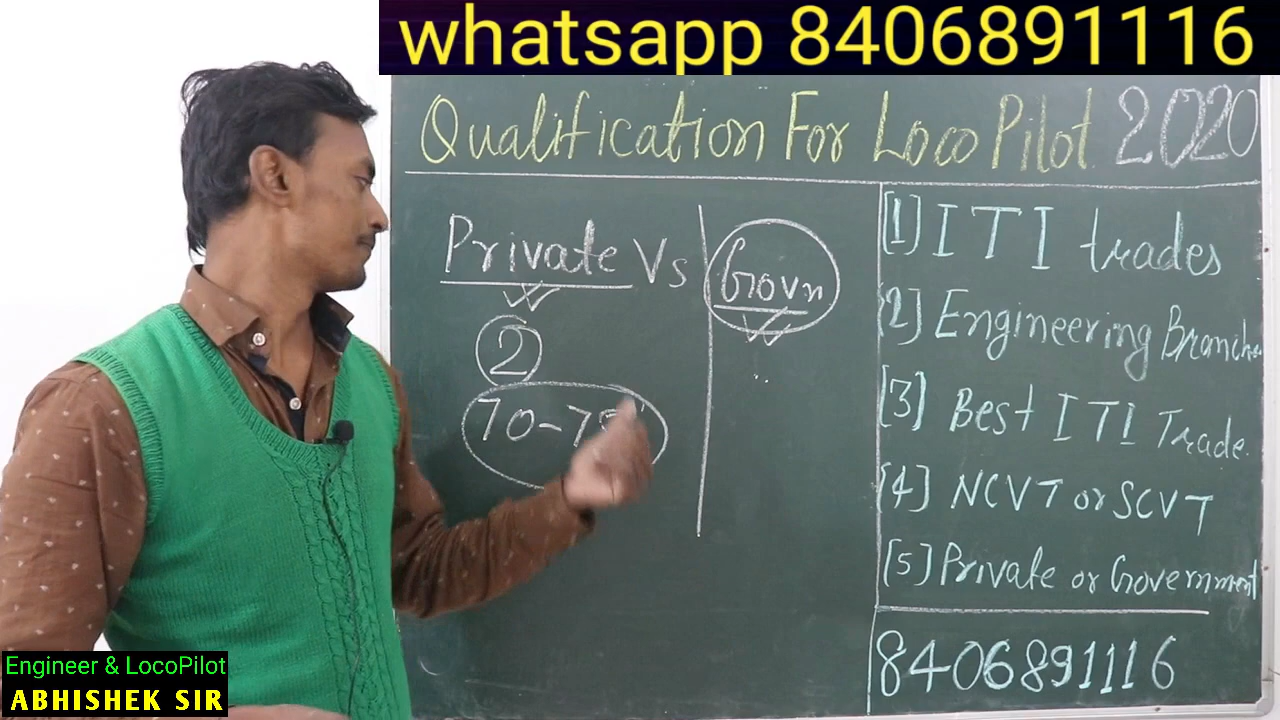 whatsapp 8406891116
Qualification For Loco Pilot 2020
Private Vs Govn
2
[1] ITI trades
[2] Engineering Branche
[3] Best ITI Trade
[4] NCVT or SCVT
[5] Private or Government
8406891116
Engineer & LocoPilot
ABHISHEK SIR